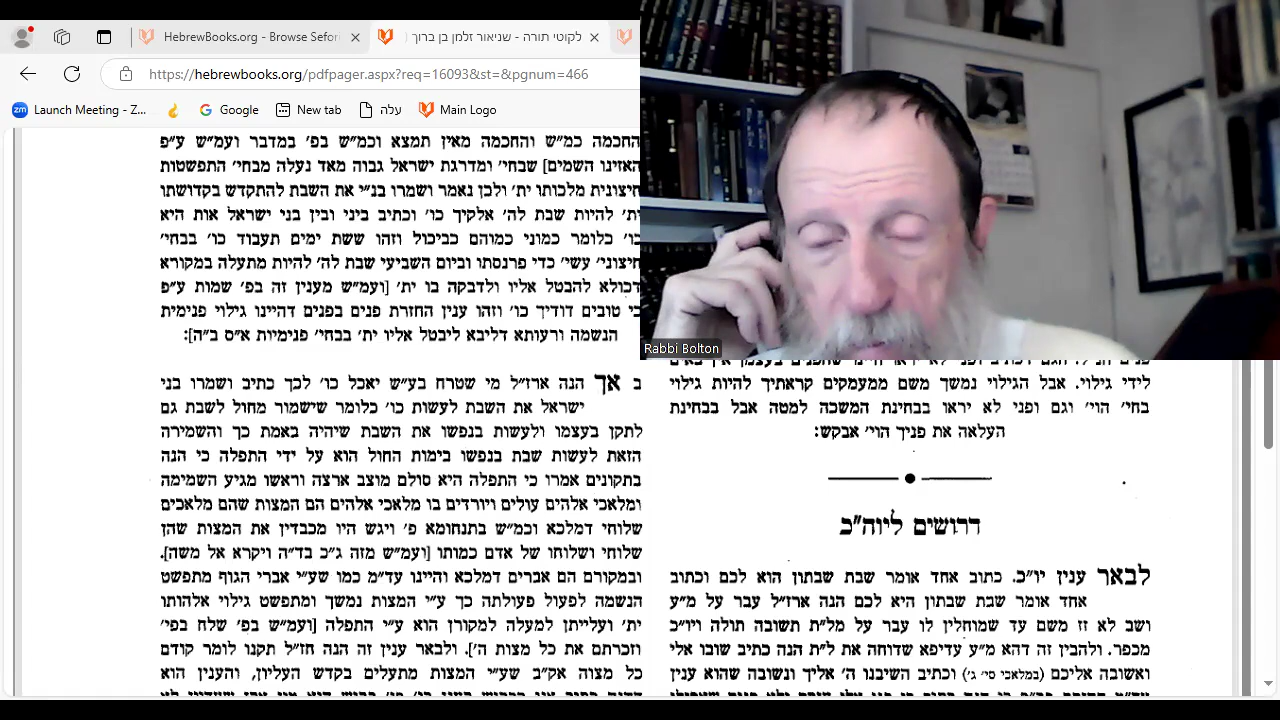 HebrewBooks.org - Browse Sefori
לקוטי תורה - שניאור זלמן בן ברוך (
https://hebrewbooks.org/pdfpager.aspx?req=16093&st=&pgnum=466
Launch Meeting - Z...
Google
New tab
עלה
Main Logo
Rabbi Bolton
לידי גילוי. אבל הגילוי נמשך משם ממעמקים קראתיך להיות גילוי
בחי׳ הוי׳ וגם ופני לא יראו בבחינת המשכה למטה אבל בבחינת
העלאה את פניך הוי׳ אבקש:
דרושים ליוה״כ
לבאר ענין יו״כ. כתוב אחד אומר שבת שבתון הוא לכם וכתוב
אחד אומר שבת שבתון היא לכם הנה ארז״ל עבר על מ״ע
ושב לא זז משם עד שמוחלין לו עבר על מל״ת תשובה תולה ויו״כ
מכפר. ולהבין זה דהא מ״ע עדיפא שדוחה את ל״ת הנה כתיב שובו אלי
ואשובה אליכם (במלאכי סי׳ ג׳) וכתיב השיבנו ה׳ אליך ונשובה שהוא ענין
החכמה כמ״ש והחכמה מאין תמצא וכמ״ש בפ׳ במדבר ועמ״ש ע״פ
האזינו השמים] שבחי׳ ומדרגת ישראל גבוה מאד נעלה מבחי׳ התפשטות
חיצונית מלכותו ית׳ ולכן נאמר ושמרו בנ״י את השבת להתקדש בקדושתו
ית׳ להיות שבת לה׳ אלקיך כו׳ וכתיב ביני ובין בני ישראל אות היא
כו׳ כלומר כמוני כמוהם כביכול וזהו ששת ימים תעבוד כו׳ בבחי׳
חיצוני׳ עשי׳ כדי פרנסתו וביום השביעי שבת לה׳ להיות מתעלה במקורא
דכולא להבטל אליו ולדבקה בו ית׳ [ועמ״ש מענין זה בפ׳ שמות ע״פ
כי טובים דודיך כו׳ וזהו ענין החזרת פנים בפנים דהיינו גילוי פנימית
הנשמה ורעותא דליבא ליבטל אליו ית׳ בבחי׳ פנימיות א״ס ב״ה]:
ב אך הנה ארז״ל מי שטרח בע״ש יאכל כו׳ לכך כתיב ושמרו בני
ישראל את השבת לעשות כו׳ כלומר שישמור מחול לשבת גם
לתקן בעצמו ולעשות בנפשו את השבת שיהיה באמת כך והשמירה
הזאת לעשות שבת בנפשו בימות החול הוא על ידי התפלה כי הנה
בתקונים אמרו כי התפלה היא סולם מוצב ארצה וראשו מגיע השמימה
ומלאכי אלהים עולים ויורדים בו מלאכי אלהים הם המצות שהם מלאכים
שלוחי דמלכא וכמ״ש בתנחומא פ׳ ויגש היו מכבדין את המצות שהן
שלוחי ושלוחו של אדם כמותו [ועמ״ש מזה ג״כ בד״ה ויקרא אל משה].
ובמקורם הם אברים דמלכא והיינו עד״מ כמו שע״י אברי הגוף מתפשט
הנשמה לפעול פעולתה כך ע״י המצות נמשך ומתפשט גילוי אלהותו
ית׳ ועלייתן למעלה למקורן הוא ע״י התפלה [ועמ״ש בפ׳ שלח בפי׳
וזכרתם את כל מצות ה׳]. ולבאר ענין זה הנה חז״ל תקנו לומר קודם
כל מצוה אק״ב שע״י המצות מתעלים בקדש העליון, והענין הוא